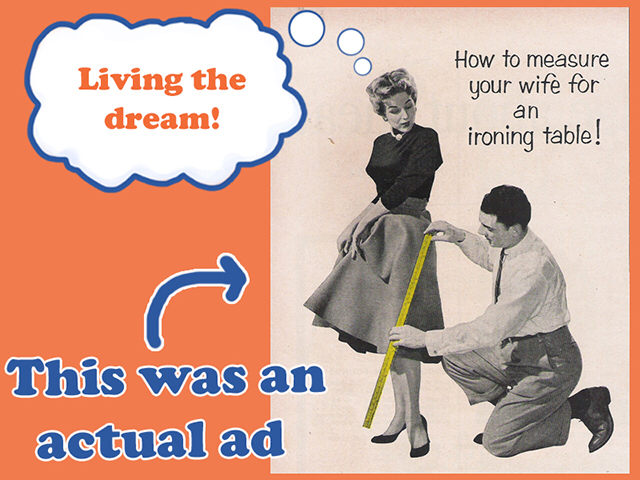 Living the
dream!
How to measure
your wife for
an
ironing table!
This was an
actual ad